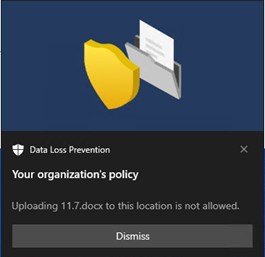 Data Loss Prevention
Your organization's policy
Uploading 11.7.docx to this location is not allowed.
Dismiss